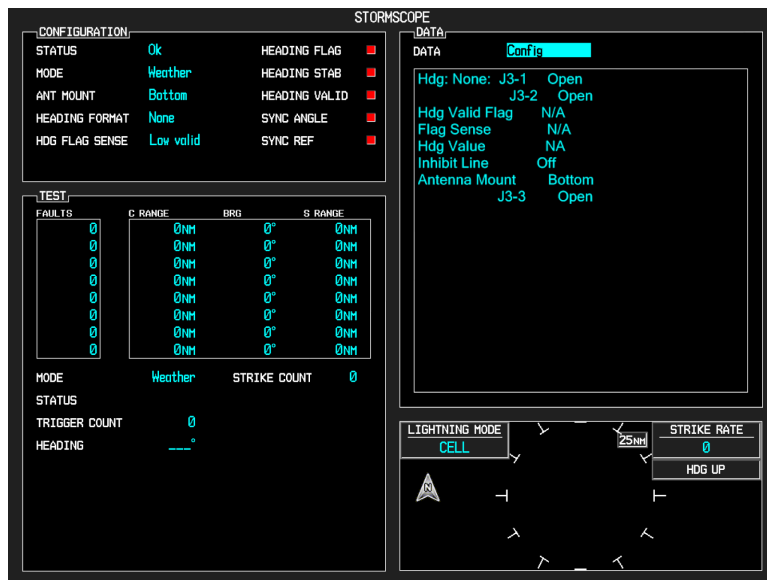 STORMSCOPE
CONFIGURATION
STATUS Ok HEADING FLAG
MODE Weather HEADING STAB
ANT MOUNT Bottom HEADING VALID
HEADING FORMAT None SYNC ANGLE
HDG FLAG SENSE Low valid SYNC REF
TEST
FAULTS C RANGE BRG S RANGE
0 0NM 0° 0NM
0 0NM 0° 0NM
0 0NM 0° 0NM
0 0NM 0° 0NM
0 0NM 0° 0NM
0 0NM 0° 0NM
0 0NM 0° 0NM
0 0NM 0° 0NM
MODE Weather STRIKE COUNT 0
STATUS
TRIGGER COUNT 0
HEADING ___°
DATA
DATA Config
Hdg: None: J3-1 Open
J3-2 Open
Hdg Valid Flag N/A
Flag Sense N/A
Hdg Value NA
Inhibit Line Off
Antenna Mount Bottom
J3-3 Open
LIGHTNING MODE
CELL
25NM
STRIKE RATE
0
HDG UP
N